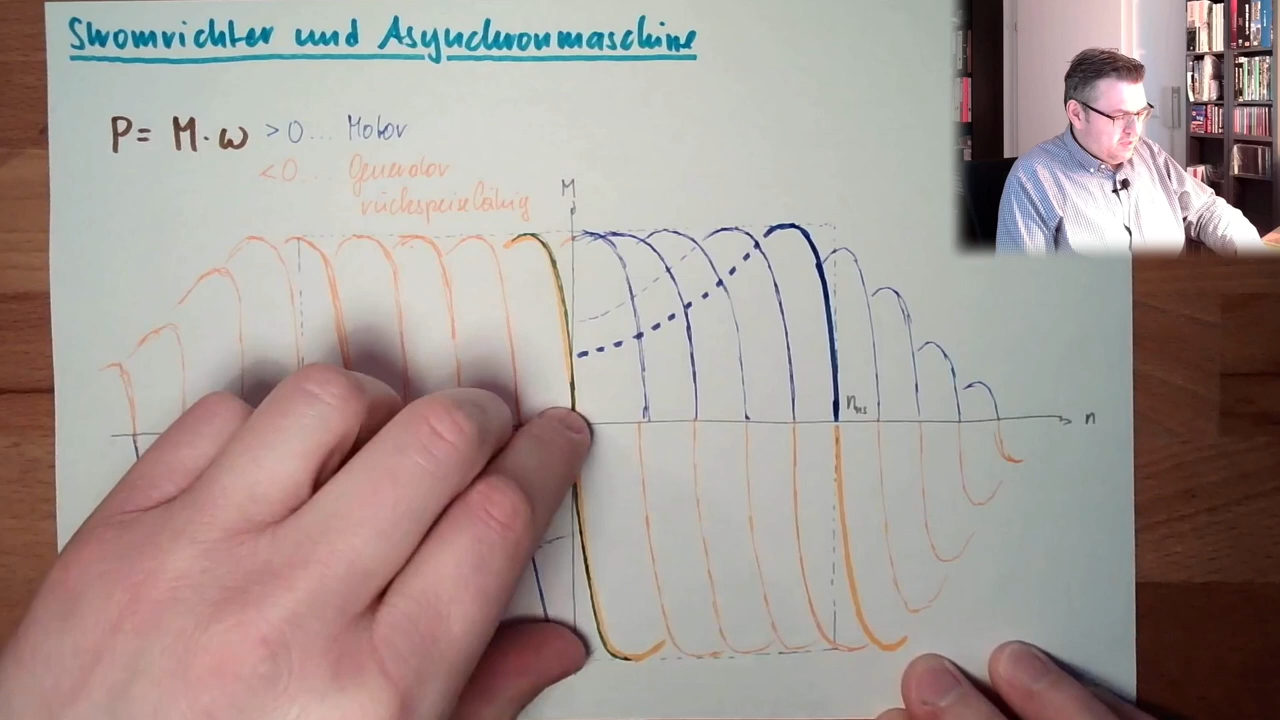 Stromrichter und Asynchronmaschine
P = M · ω > 0 ... Motor
< 0 ... Generator
rückspeisefähig
M
n